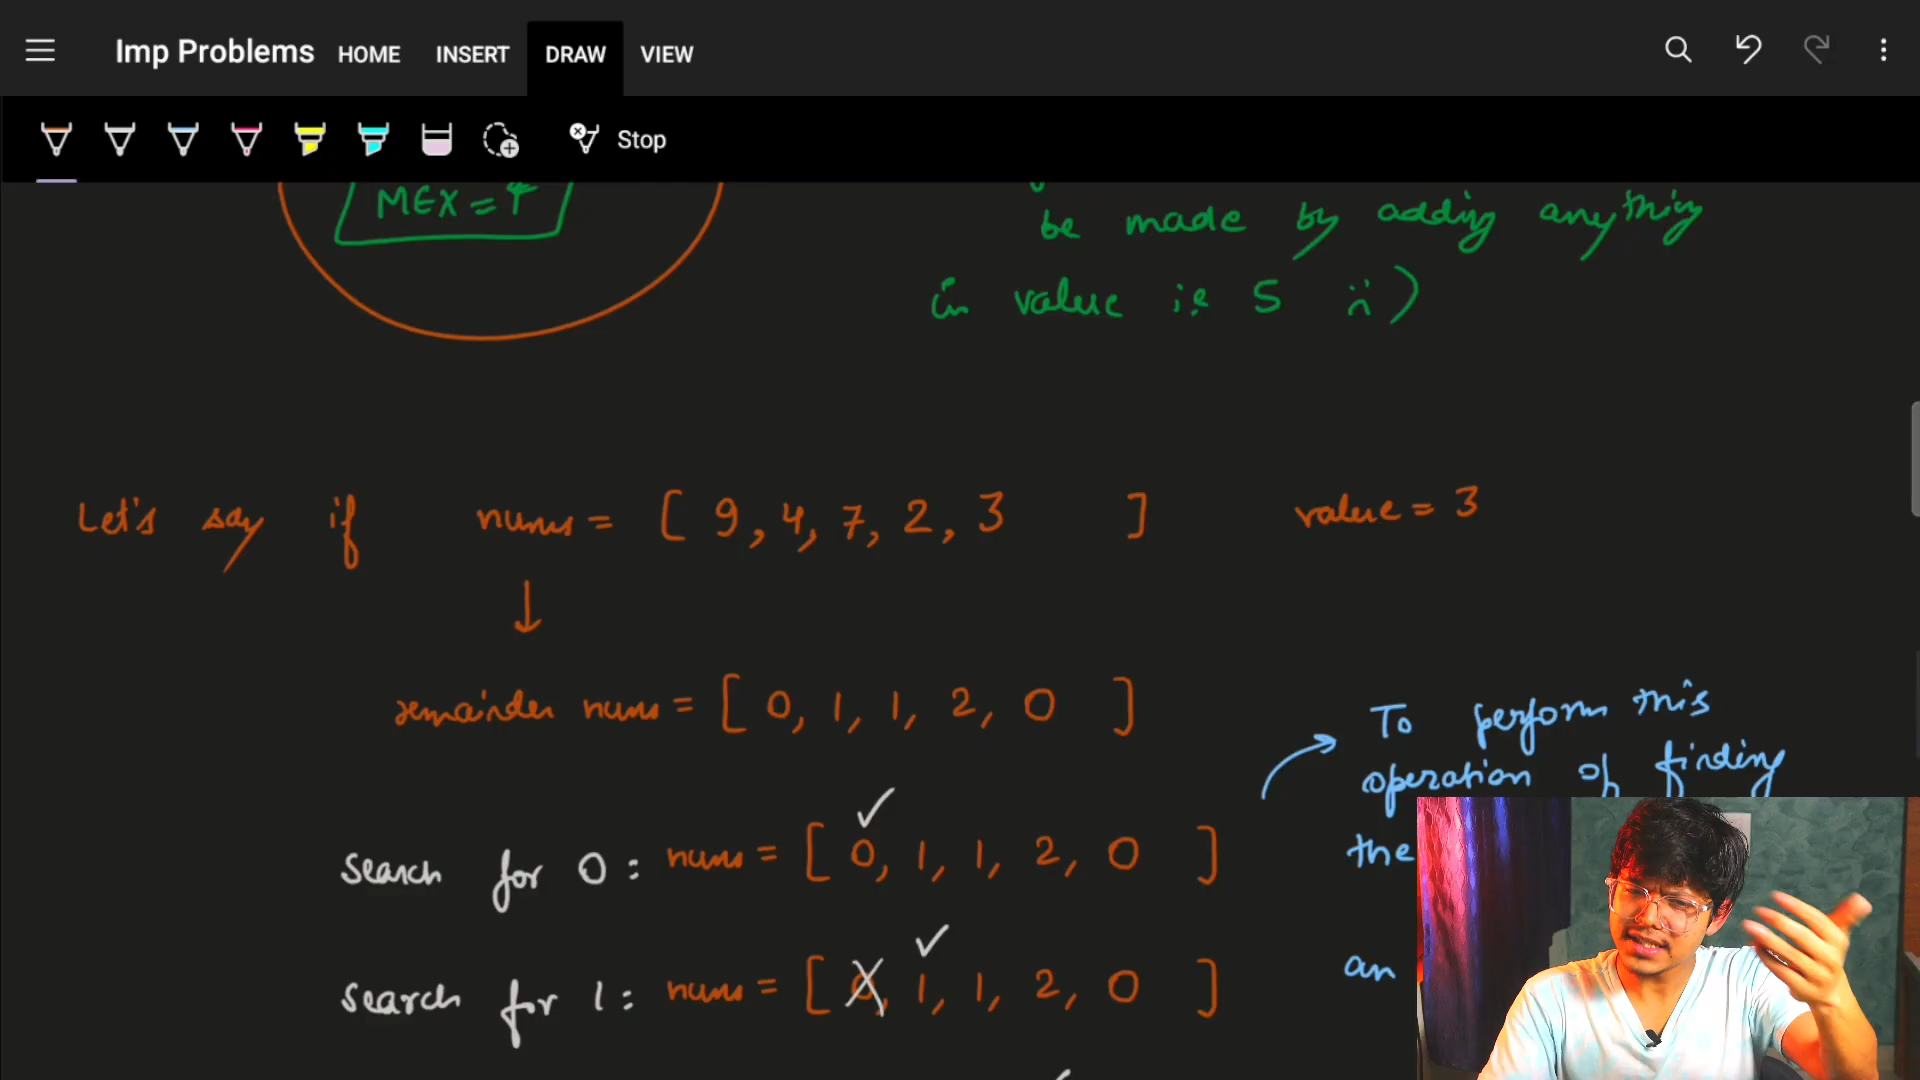 Imp Problems HOME INSERT DRAW VIEW
Stop
MEX = 4
be made by adding anything
in value i.e 5 :)
Let's say if nums = [ 9, 4, 7, 2, 3 ] value = 3
remainder nums = [ 0, 1, 1, 2, 0 ]
To perform this
operation of finding
the
search for 0 : nums = [ 0, 1, 1, 2, 0 ]
an
search for 1 : nums = [ 0, 1, 1, 2, 0 ]